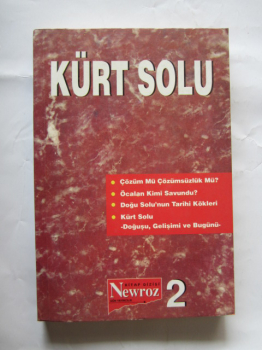 KÜRT SOLU
Çözüm Mü Çözümsüzlük Mü?
Öcalan Kimi Savundu?
Doğu Solu'nun Tarihi Kökleri
Kürt Solu
-Doğuşu, Gelişimi ve Bugünü-
Newroz
2